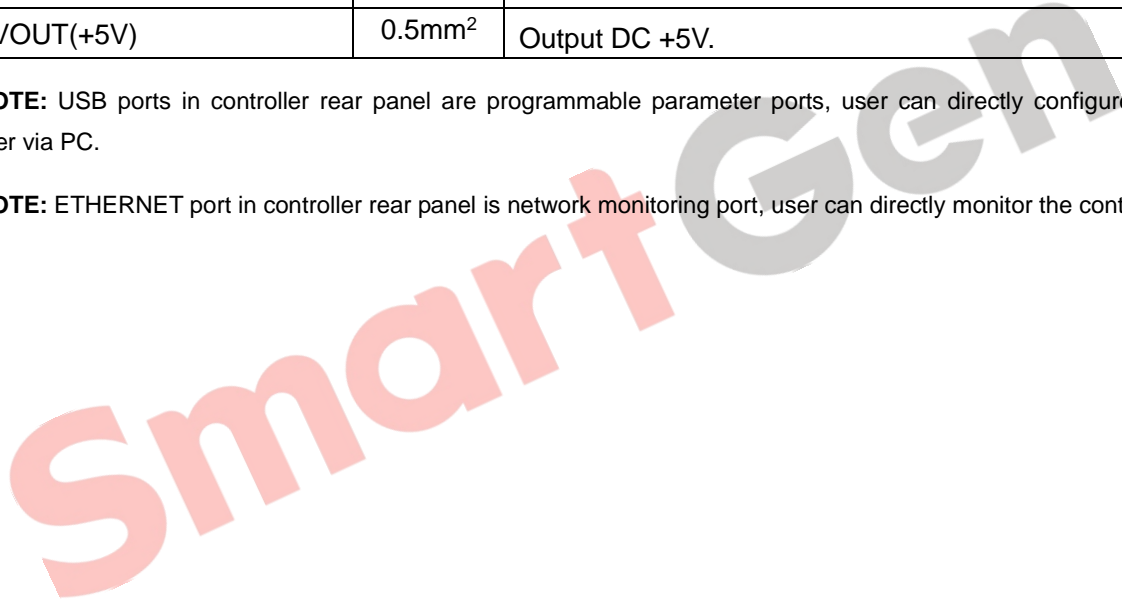 VOUT(+5V) 0.5mm² Output DC +5V.
OTE: USB ports in controller rear panel are programmable parameter ports, user can directly configure
er via PC.
OTE: ETHERNET port in controller rear panel is network monitoring port, user can directly monitor the cont
SmartGen